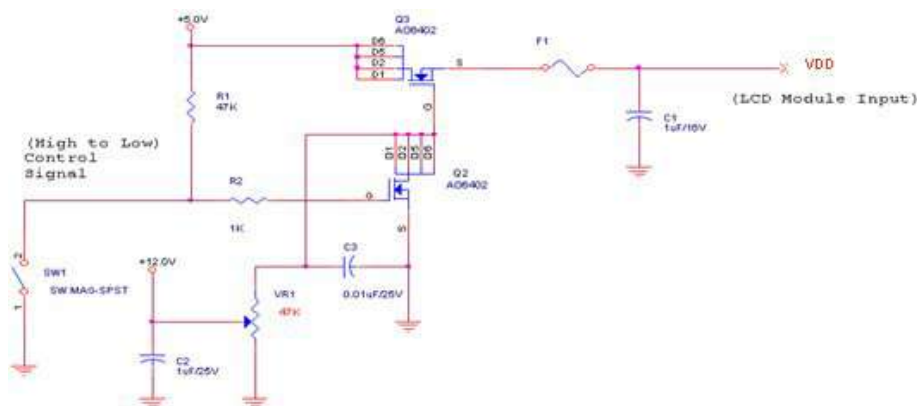 +5.0V
Q3
AO6402
D6
D5
D2
D1
S
G
F1
VDD
(LCD Module Input)
C1
1uF/16V
R1
47K
(High to Low)
Control
Signal
R2
1K
D1
D2
D5
D6
Q2
AO6402
G
S
2
SW1
SW MAG-SPST
1
+12.0V
VR1
47K
C3
0.01uF/25V
C2
1uF/25V